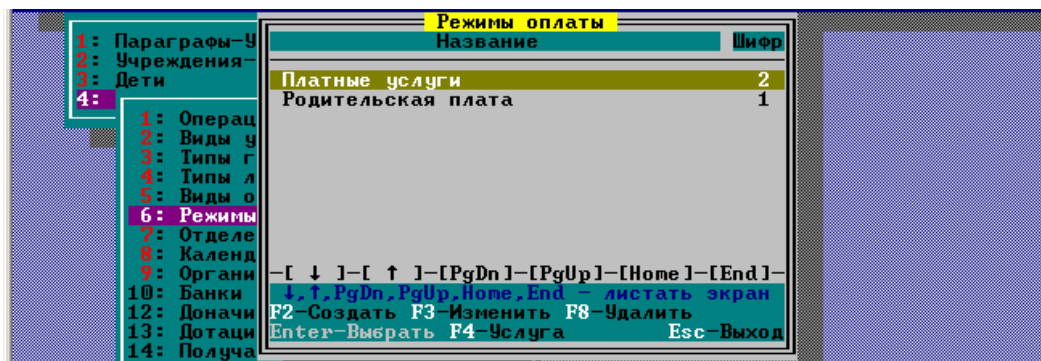 1: Параграфы-У
2: Учреждения-
3: Дети
4:
1: Операц
2: Виды у
3: Типы г
4: Типы л
5: Виды о
6: Режимы
7: Отделе
8: Календ
9: Органи
10: Банки
12: Доначи
13: Дотаци
14: Получа
Режимы оплаты
Название Шифр
Платные услуги 2
Родительская плата 1
-[ ↓ ]-[ ↑ ]-[PgDn]-[PgUp]-[Home]-[End]-
↓,↑,PgDn,PgUp,Home,End - листать экран
F2-Создать F3-Изменить F8-Удалить
Enter-Выбрать F4-Услуга Esc-Выход